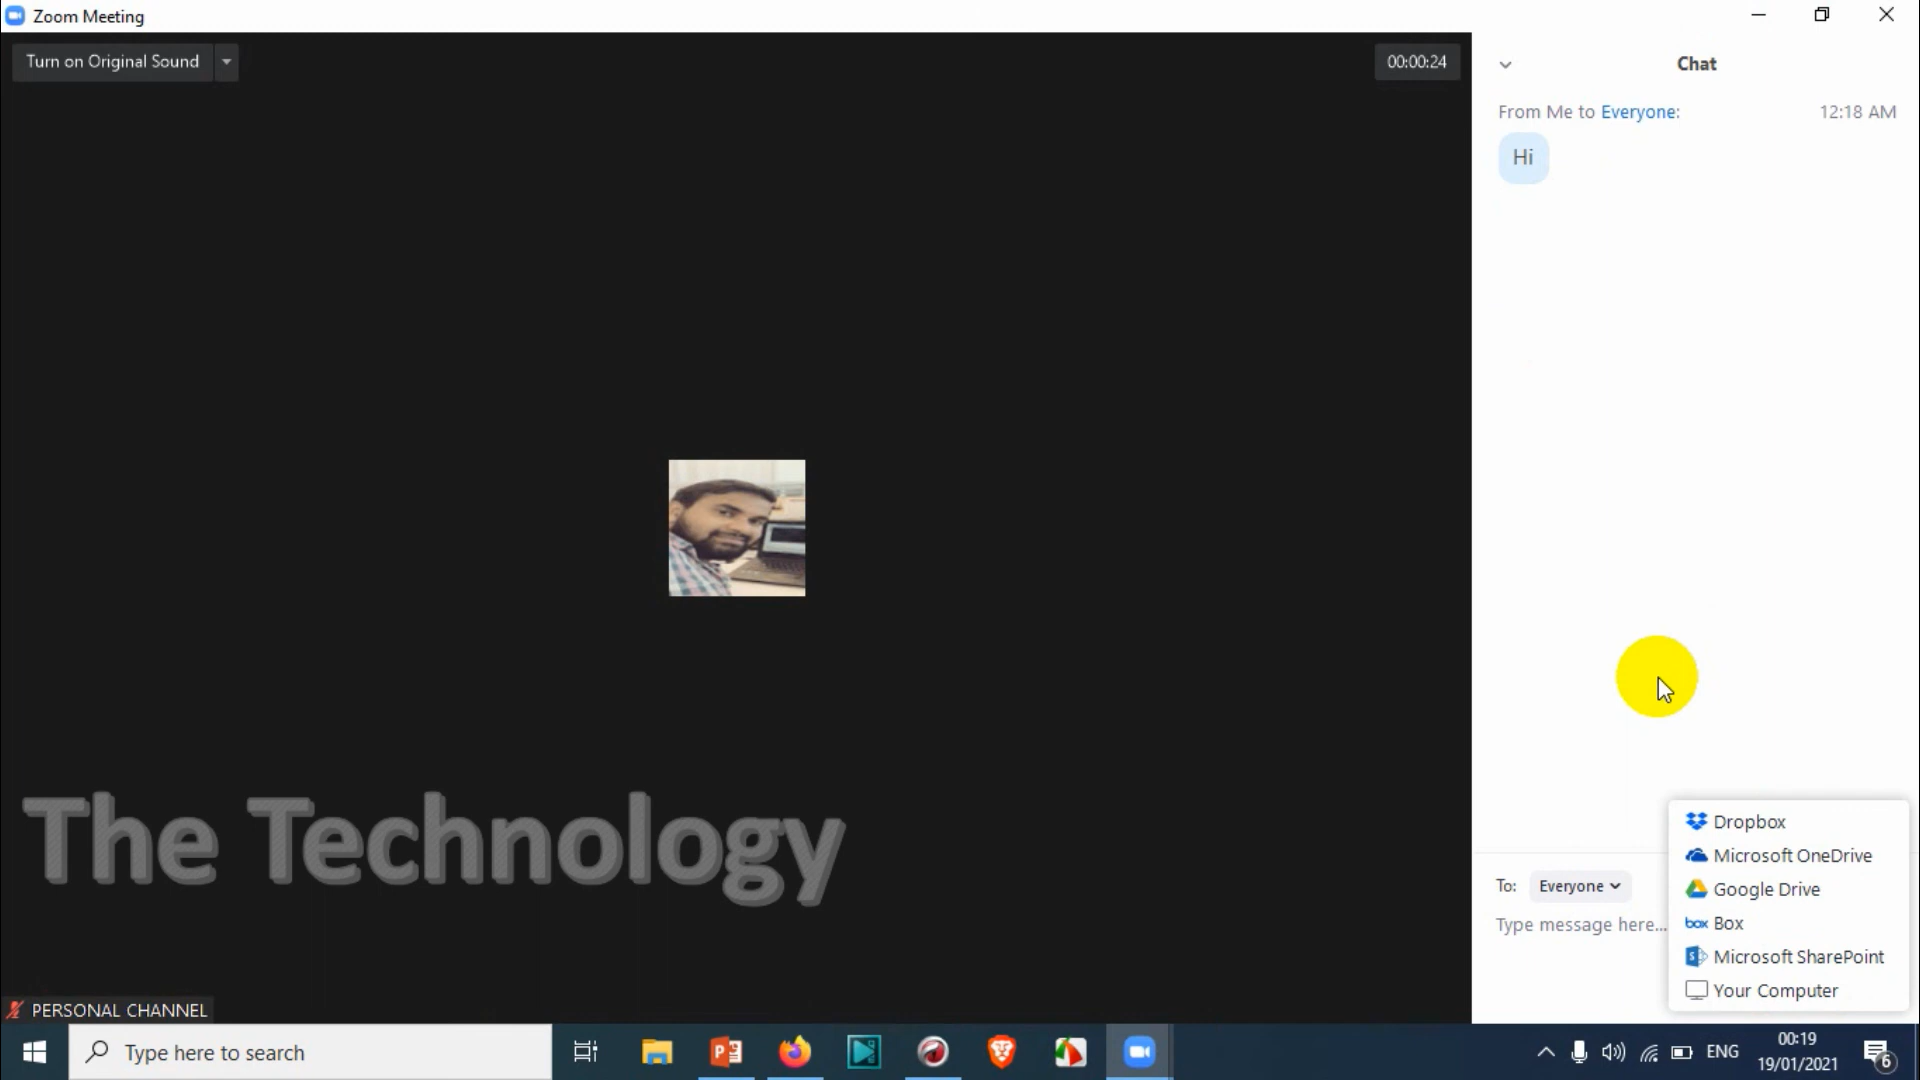 Zoom Meeting
Turn on Original Sound
00:00:24
Chat
From Me to Everyone:
12:18 AM
Hi
The Technology
Dropbox
Microsoft OneDrive
Google Drive
box Box
Microsoft SharePoint
Your Computer
To: Everyone
Type message here...
PERSONAL CHANNEL
Type here to search
ENG
00:19
19/01/2021
6